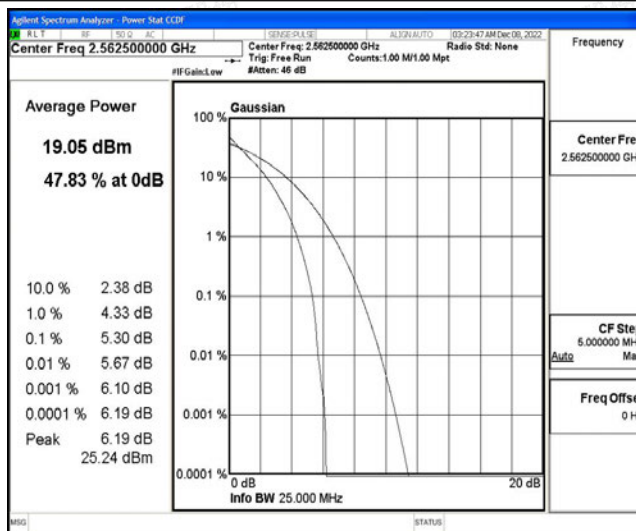 Agilent Spectrum Analyzer - Power Stat CCDF
R L T RF 50 Ω AC SENSE:PULSE ALIGN AUTO 03:23:47 AM Dec 08, 2022
Center Freq 2.562500000 GHz
Center Freq: 2.562500000 GHz Radio Std: None
Trig: Free Run Counts:1.00 M/1.00 Mpt
#IFGain:Low #Atten: 46 dB
Frequency
Average Power
19.05 dBm
47.83 % at 0dB
10.0 % 2.38 dB
1.0 % 4.33 dB
0.1 % 5.30 dB
0.01 % 5.67 dB
0.001 % 6.10 dB
0.0001 % 6.19 dB
Peak 6.19 dB
25.24 dBm
Gaussian
100 %
10 %
1 %
0.1 %
0.01 %
0.001 %
0.0001 %
0 dB 20 dB
Info BW 25.000 MHz
Center Fre
2.562500000 GH
CF Ste
5.000000 MH
Auto Ma
Freq Offse
0 H
MSG STATUS